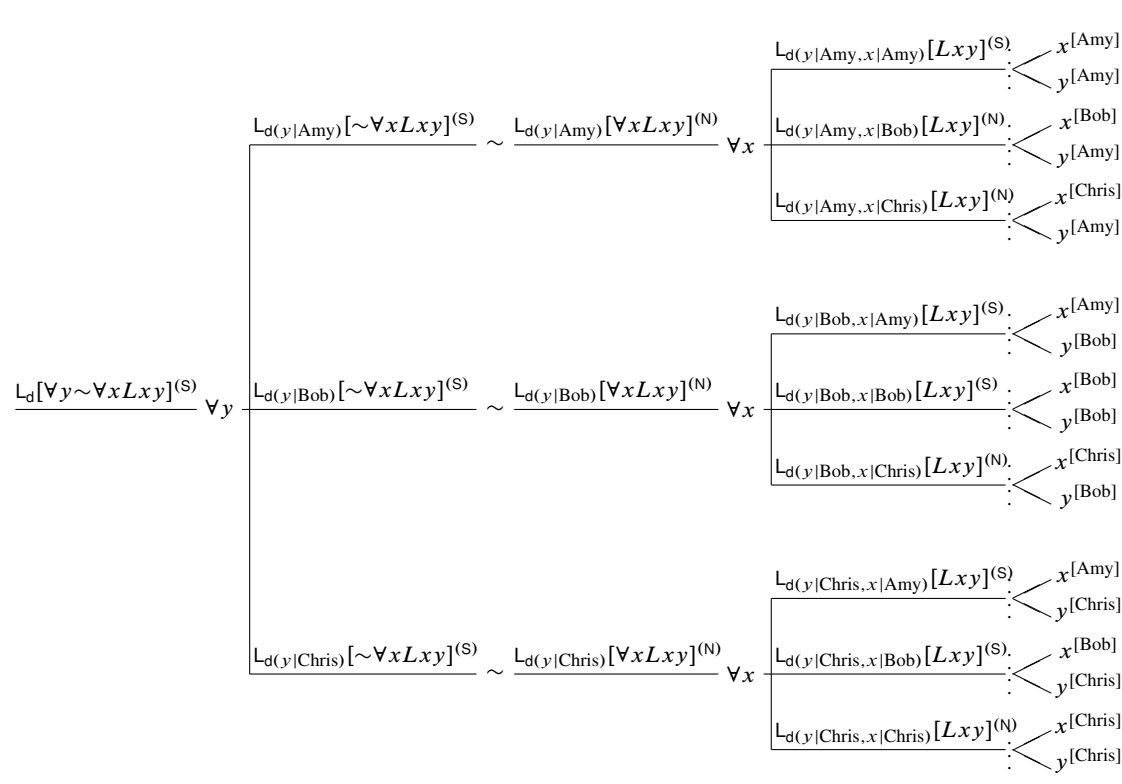 L_d(y|Amy,x|Amy)[Lxy]^(S) x^[Amy]
y^[Amy]
L_d(y|Amy)[∼∀xLxy]^(S) ∼ L_d(y|Amy)[∀xLxy]^(N) ∀x L_d(y|Amy,x|Bob)[Lxy]^(N) x^[Bob]
y^[Amy]
L_d(y|Amy,x|Chris)[Lxy]^(N) x^[Chris]
y^[Amy]
L_d(y|Bob,x|Amy)[Lxy]^(S) x^[Amy]
y^[Bob]
L_d[∀y∼∀xLxy]^(S) ∀y L_d(y|Bob)[∼∀xLxy]^(S) ∼ L_d(y|Bob)[∀xLxy]^(N) ∀x L_d(y|Bob,x|Bob)[Lxy]^(S) x^[Bob]
y^[Bob]
L_d(y|Bob,x|Chris)[Lxy]^(N) x^[Chris]
y^[Bob]
L_d(y|Chris,x|Amy)[Lxy]^(S) x^[Amy]
y^[Chris]
L_d(y|Chris)[∼∀xLxy]^(S) ∼ L_d(y|Chris)[∀xLxy]^(N) ∀x L_d(y|Chris,x|Bob)[Lxy]^(S) x^[Bob]
y^[Chris]
L_d(y|Chris,x|Chris)[Lxy]^(N) x^[Chris]
y^[Chris]